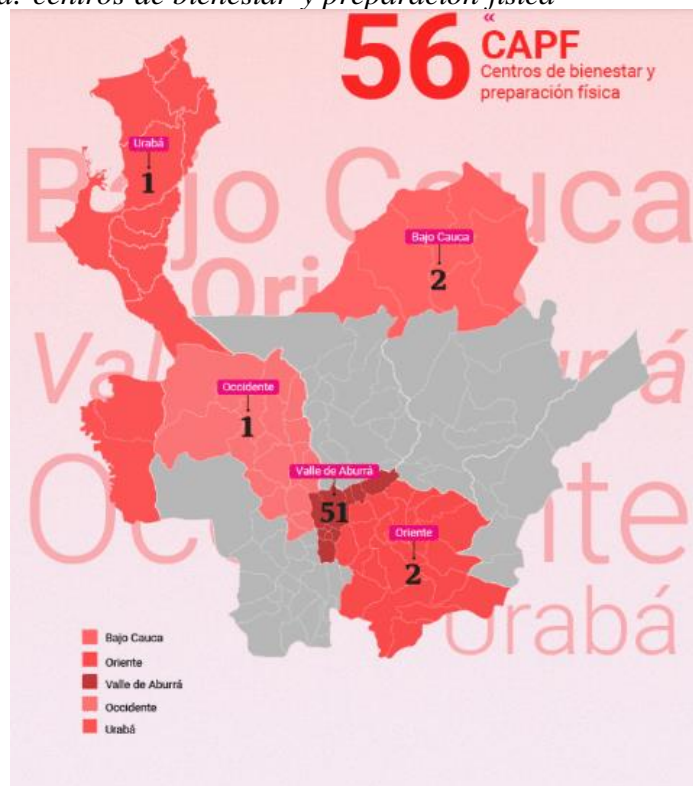 a: centros de bienestar y preparación física
56
«
CAPF
Centros de bienestar y
preparación física
Bajo Cauca
Oriente
Valle de Aburrá
Occidente
Urabá
Urabá
1
Bajo Cauca
2
Occidente
1
Valle de Aburrá
51
Oriente
2
Bajo Cauca
Oriente
Valle de Aburrá
Occidente
Urabá